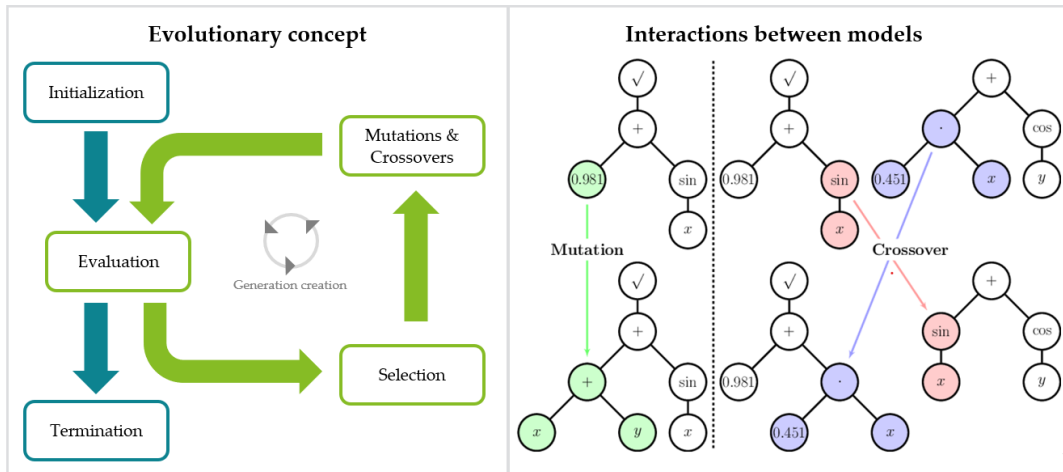 Evolutionary concept
Initialization
Mutations &
Crossovers
Evaluation
Generation creation
Selection
Termination
Interactions between models
√
+
0.981
sin
x
√
+
0.981
sin
x
+
·
cos
0.451
x
y
Mutation
Crossover
√
+
+
sin
x
y
x
√
+
0.981
·
0.451
x
+
sin
cos
x
y